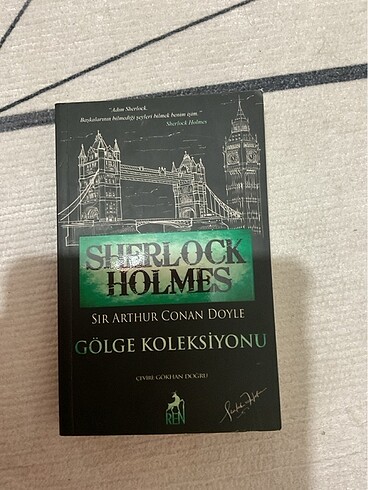 "Adım Sherlock.
Başkalarının bilmediği şeyleri bilmek benim işim."
Sherlock Holmes
SHERLOCK
HOLMES
SIR ARTHUR CONAN DOYLE
GÖLGE KOLEKSİYONU
ÇEVİRİ: GÖKHAN DOĞRU
REN